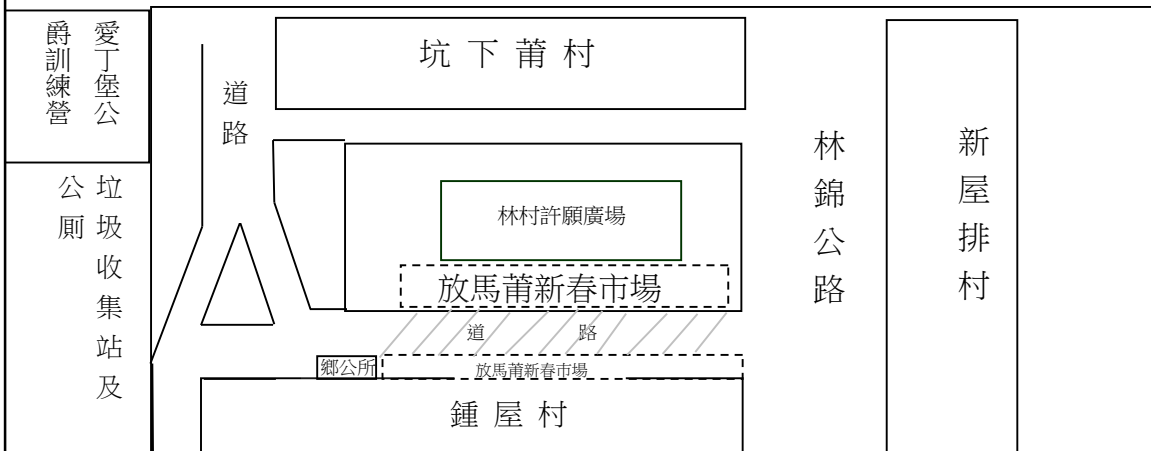 愛丁堡公
爵訓練營
垃圾收集站及
公厠
道路
坑下莆村
林村許願廣場
放馬莆新春市場
道路
鄉公所
放馬莆新春市場
鍾屋村
林錦公路
新屋排村